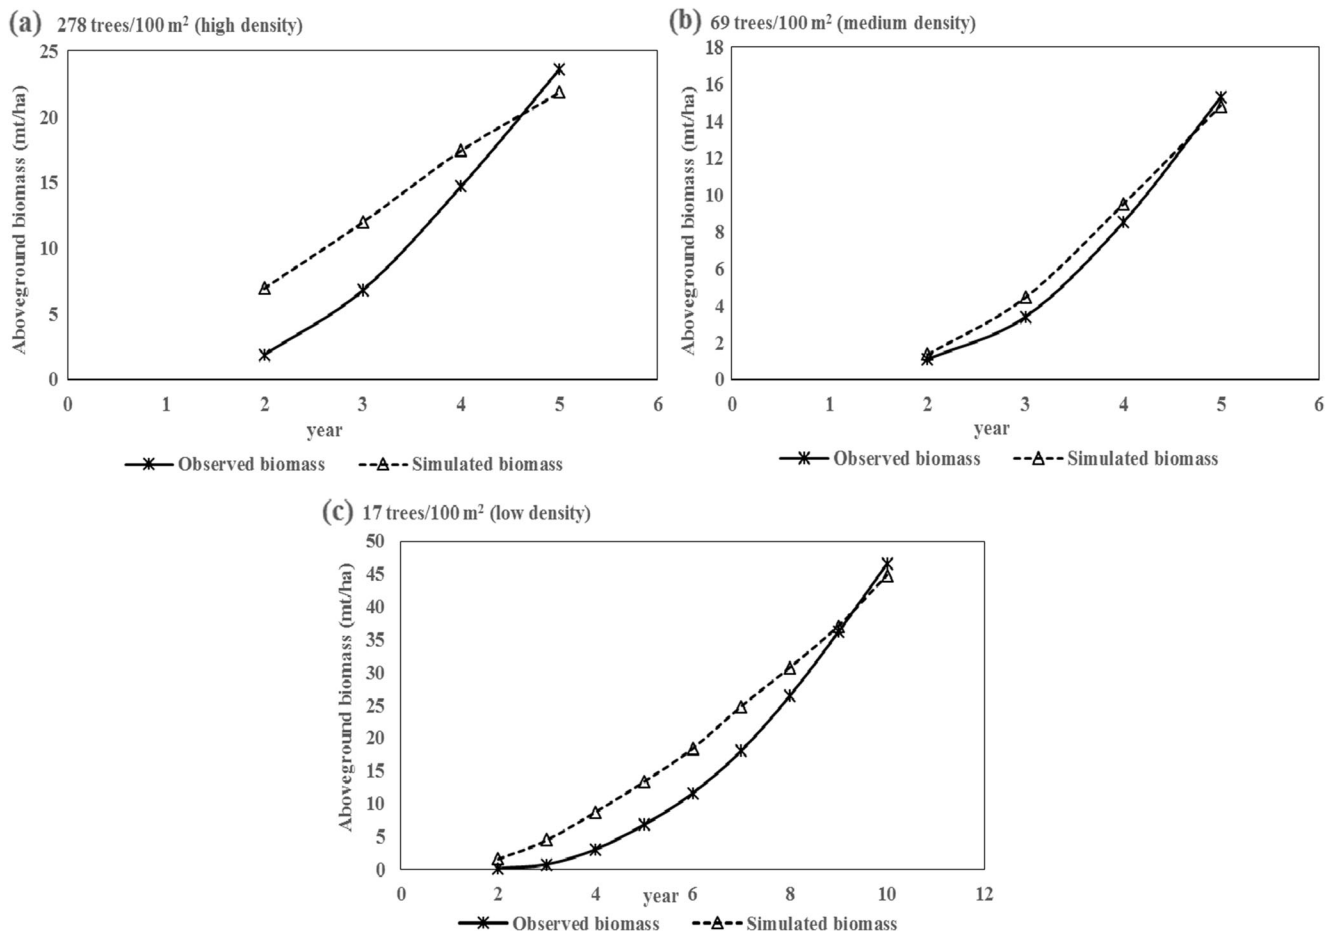 (a) 278 trees/100 m² (high density)
Aboveground biomass (mt/ha)
25
20
15
10
5
0
0 1 2 3 4 5 6
year
Observed biomass Simulated biomass
(b) 69 trees/100 m² (medium density)
Aboveground biomass (mt/ha)
18
16
14
12
10
8
6
4
2
0
0 1 2 3 4 5 6
year
Observed biomass Simulated biomass
(c) 17 trees/100 m² (low density)
Aboveground biomass (mt/ha)
50
45
40
35
30
25
20
15
10
5
0
0 2 4 6 8 10 12
year
Observed biomass Simulated biomass